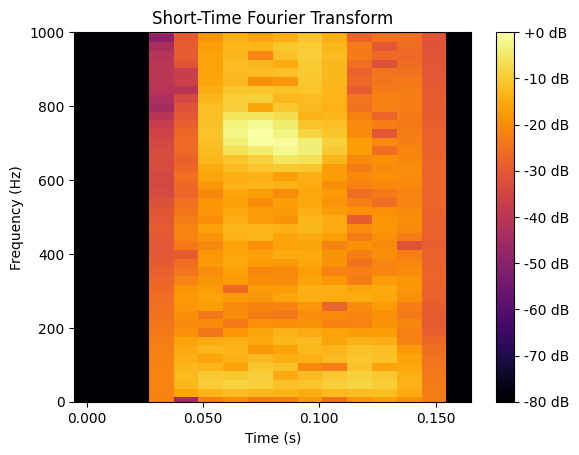 Short-Time Fourier Transform
Frequency (Hz)
1000
800
600
400
200
0
0.000
0.050
0.100
0.150
Time (s)
+0 dB
-10 dB
-20 dB
-30 dB
-40 dB
-50 dB
-60 dB
-70 dB
-80 dB